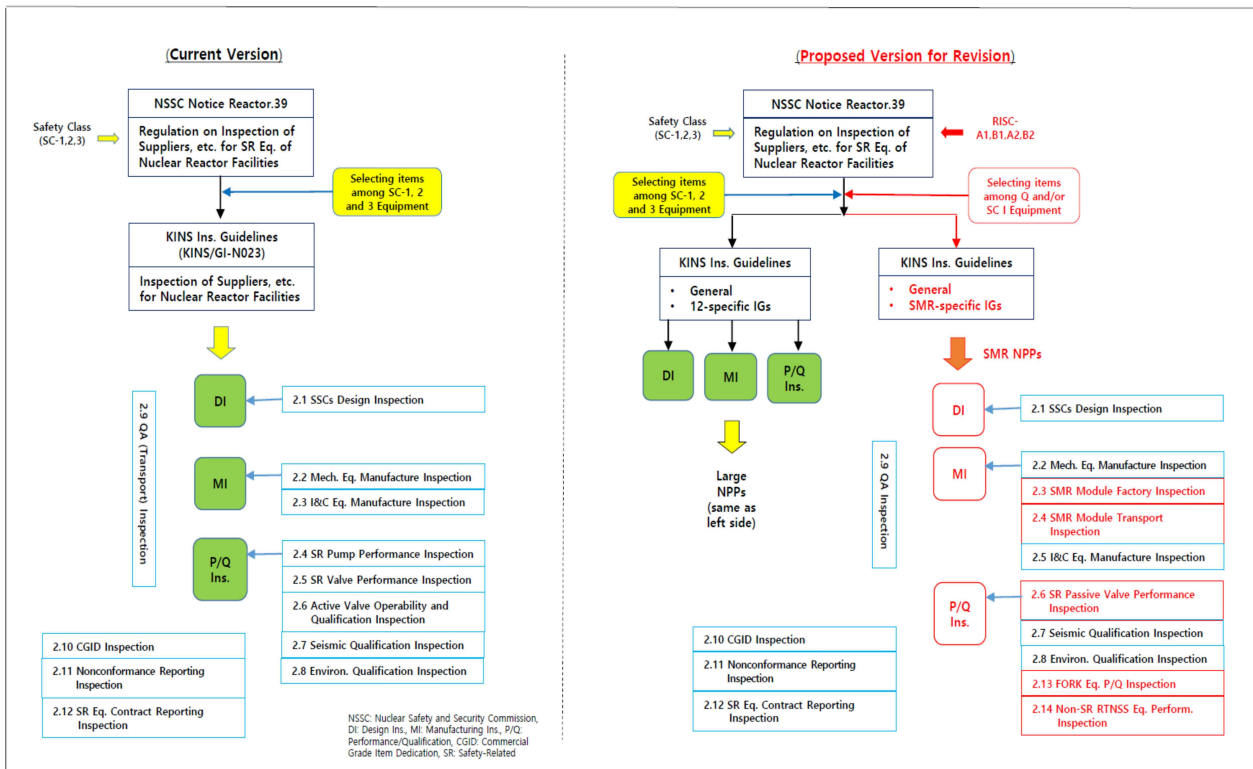 (Current Version)
NSSC Notice Reactor.39
Safety Class
(SC-1,2,3)
Regulation on Inspection of
Suppliers, etc. for SR Eq. of
Nuclear Reactor Facilities
Selecting items
among SC-1, 2
and 3 Equipment
KINS Ins. Guidelines
(KINS/GI-N023)
Inspection of Suppliers, etc.
for Nuclear Reactor Facilities
2.9 QA (Transport) Inspection
DI
2.1 SSCs Design Inspection
MI
2.2 Mech. Eq. Manufacture Inspection
2.3 I&C Eq. Manufacture Inspection
P/Q
Ins.
2.4 SR Pump Performance Inspection
2.5 SR Valve Performance Inspection
2.6 Active Valve Operability and
Qualification Inspection
2.7 Seismic Qualification Inspection
2.8 Environ. Qualification Inspection
2.10 CGID Inspection
2.11 Nonconformance Reporting
Inspection
2.12 SR Eq. Contract Reporting
Inspection
NSSC: Nuclear Safety and Security Commission,
DI: Design Ins., MI: Manufacturing Ins., P/Q:
Performance/Qualification, CGID: Commercial
Grade Item Dedication, SR: Safety-Related
(Proposed Version for Revision)
NSSC Notice Reactor.39
Safety Class
(SC-1,2,3)
Regulation on Inspection of
Suppliers, etc. for SR Eq. of
Nuclear Reactor Facilities
RISC-
A1,B1,A2,B2
Selecting items
among SC-1, 2
and 3 Equipment
Selecting items
among Q and/or
SC I Equipment
KINS Ins. Guidelines
• General
• 12-specific IGs
KINS Ins. Guidelines
• General
• SMR-specific IGs
DI
MI
P/Q
Ins.
SMR NPPs
Large
NPPs
(same as
left side)
2.9 QA Inspection
DI
2.1 SSCs Design Inspection
MI
2.2 Mech. Eq. Manufacture Inspection
2.3 SMR Module Factory Inspection
2.4 SMR Module Transport
Inspection
2.5 I&C Eq. Manufacture Inspection
P/Q
Ins.
2.6 SR Passive Valve Performance
Inspection
2.7 Seismic Qualification Inspection
2.8 Environ. Qualification Inspection
2.13 FORK Eq. P/Q Inspection
2.14 Non-SR RTNSS Eq. Perform.
Inspection
2.10 CGID Inspection
2.11 Nonconformance Reporting
Inspection
2.12 SR Eq. Contract Reporting
Inspection